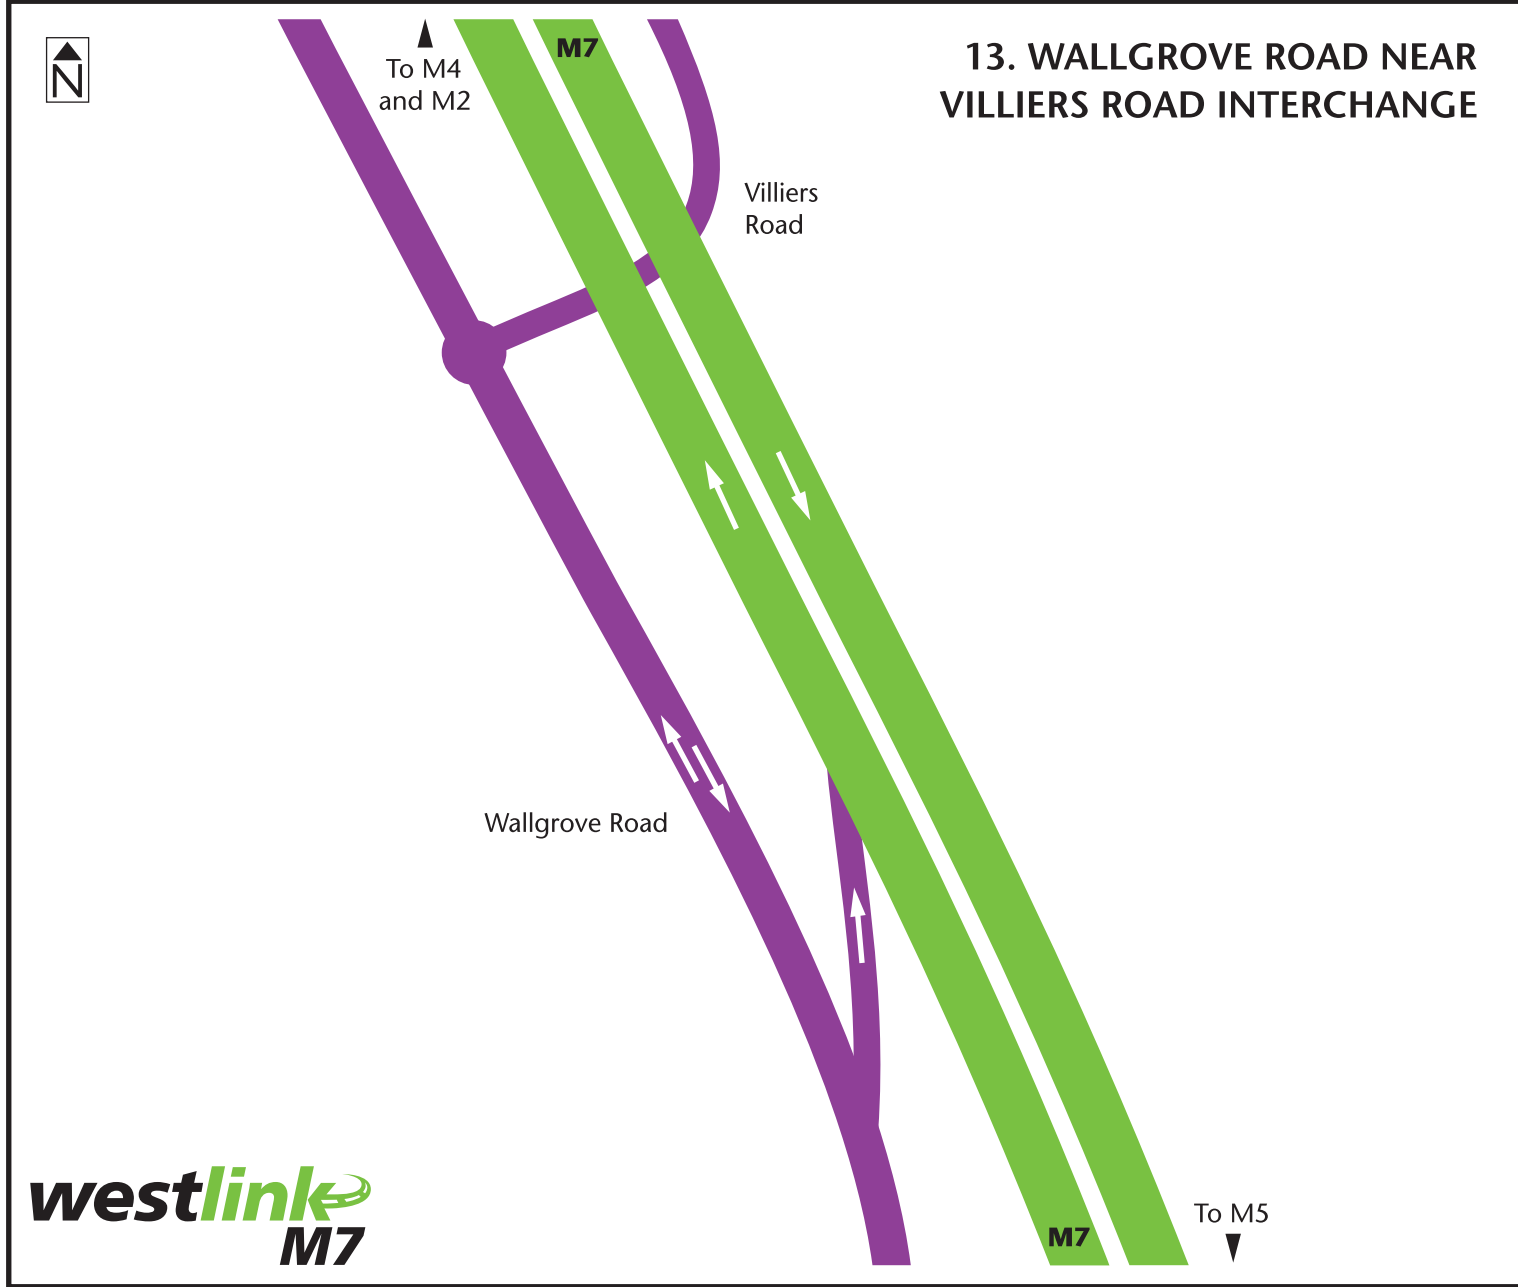 N
To M4
and M2
M7
13. WALLGROVE ROAD NEAR
VILLIERS ROAD INTERCHANGE
Villiers
Road
Wallgrove Road
westlink
M7
M7
To M5